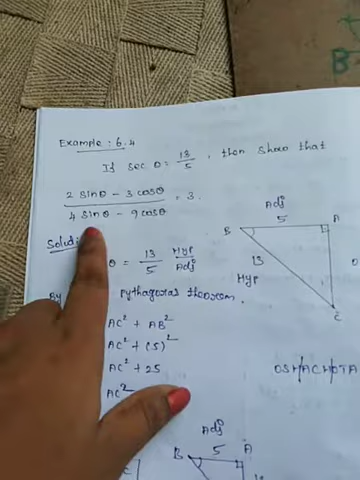 Example : 6.4
If sec θ = 13/5, then show that
2 sinθ - 3 cosθ / 4 sinθ - 9 cosθ = 3.
θ = 13/5 Hyp/Adj
By Pythagoras theorem,
AC² + AB²
AC² + (5)²
AC² + 25
AC²
Adj
5
B
A
13
Hyp
C
OSH/ACH/OTA
Adj
B 5 A
B